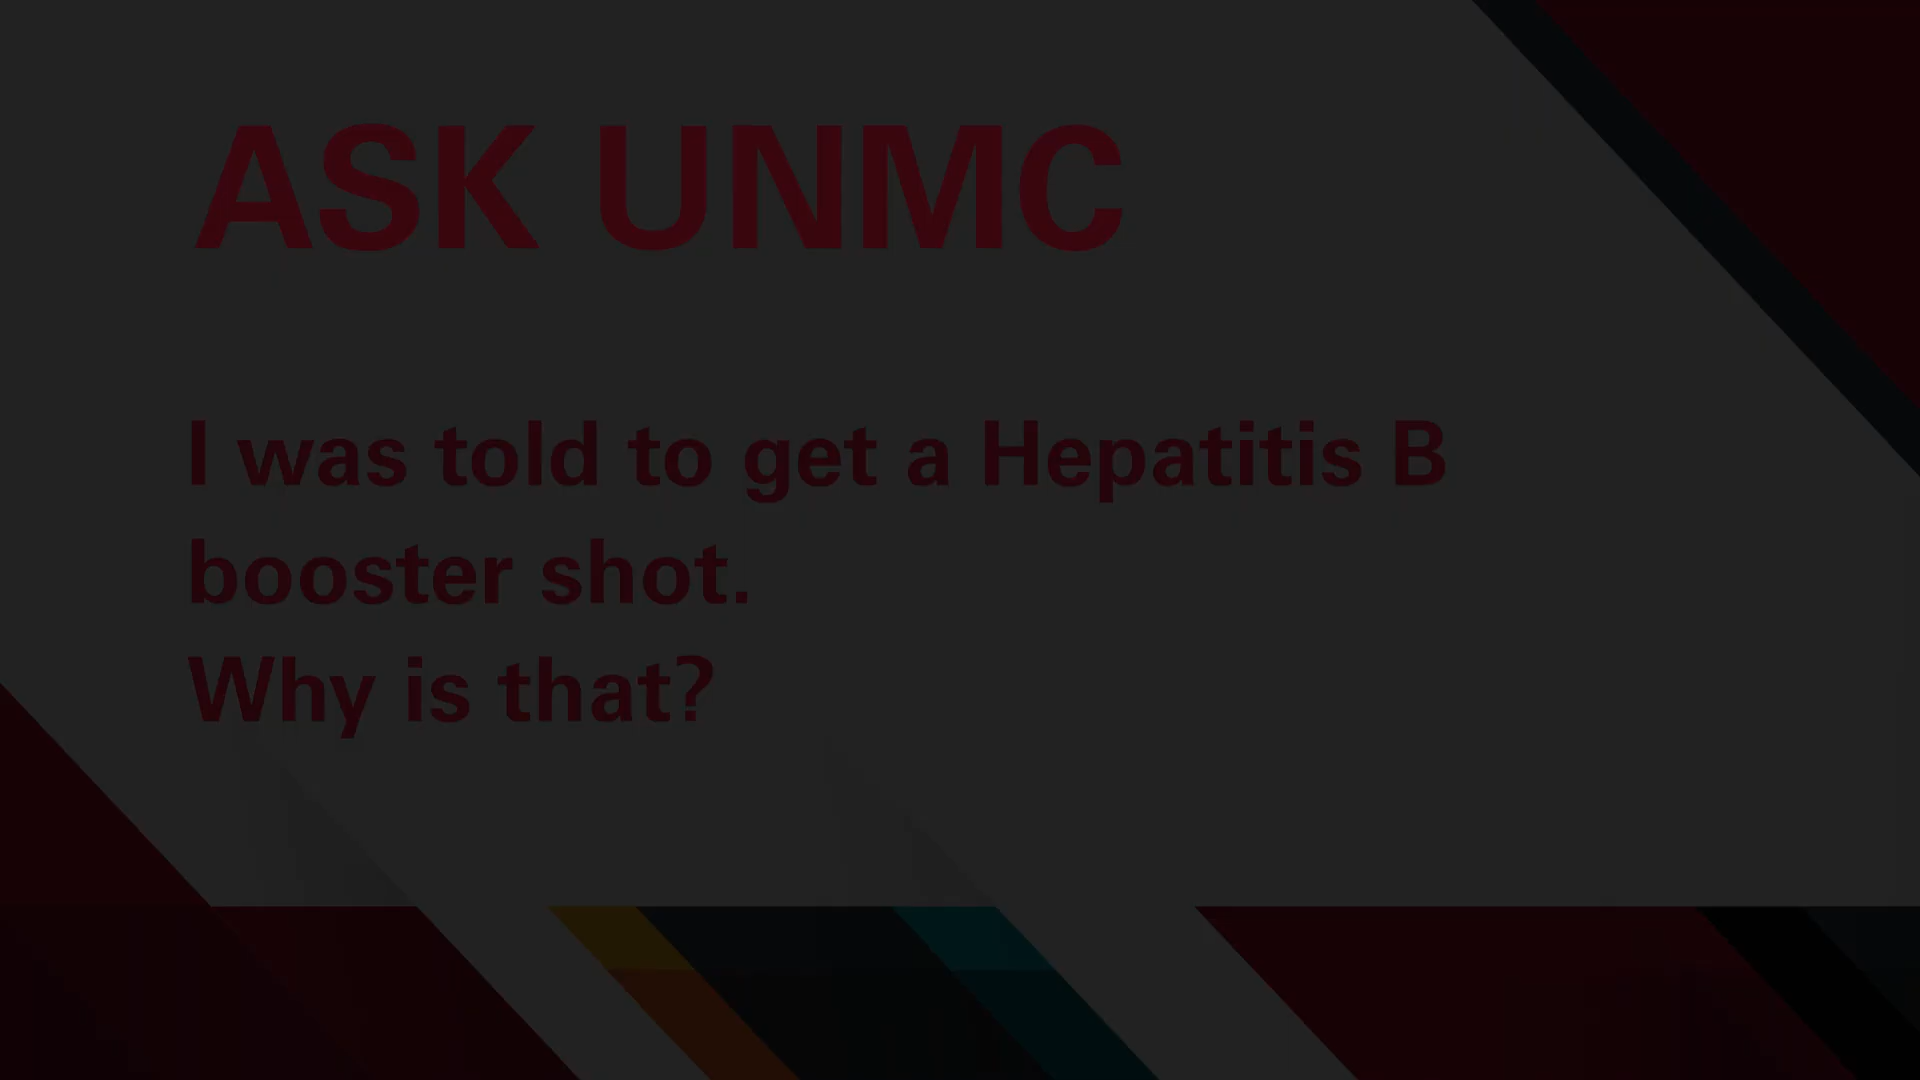 ASK UNMC
I was told to get a Hepatitis B
booster shot.
Why is that?